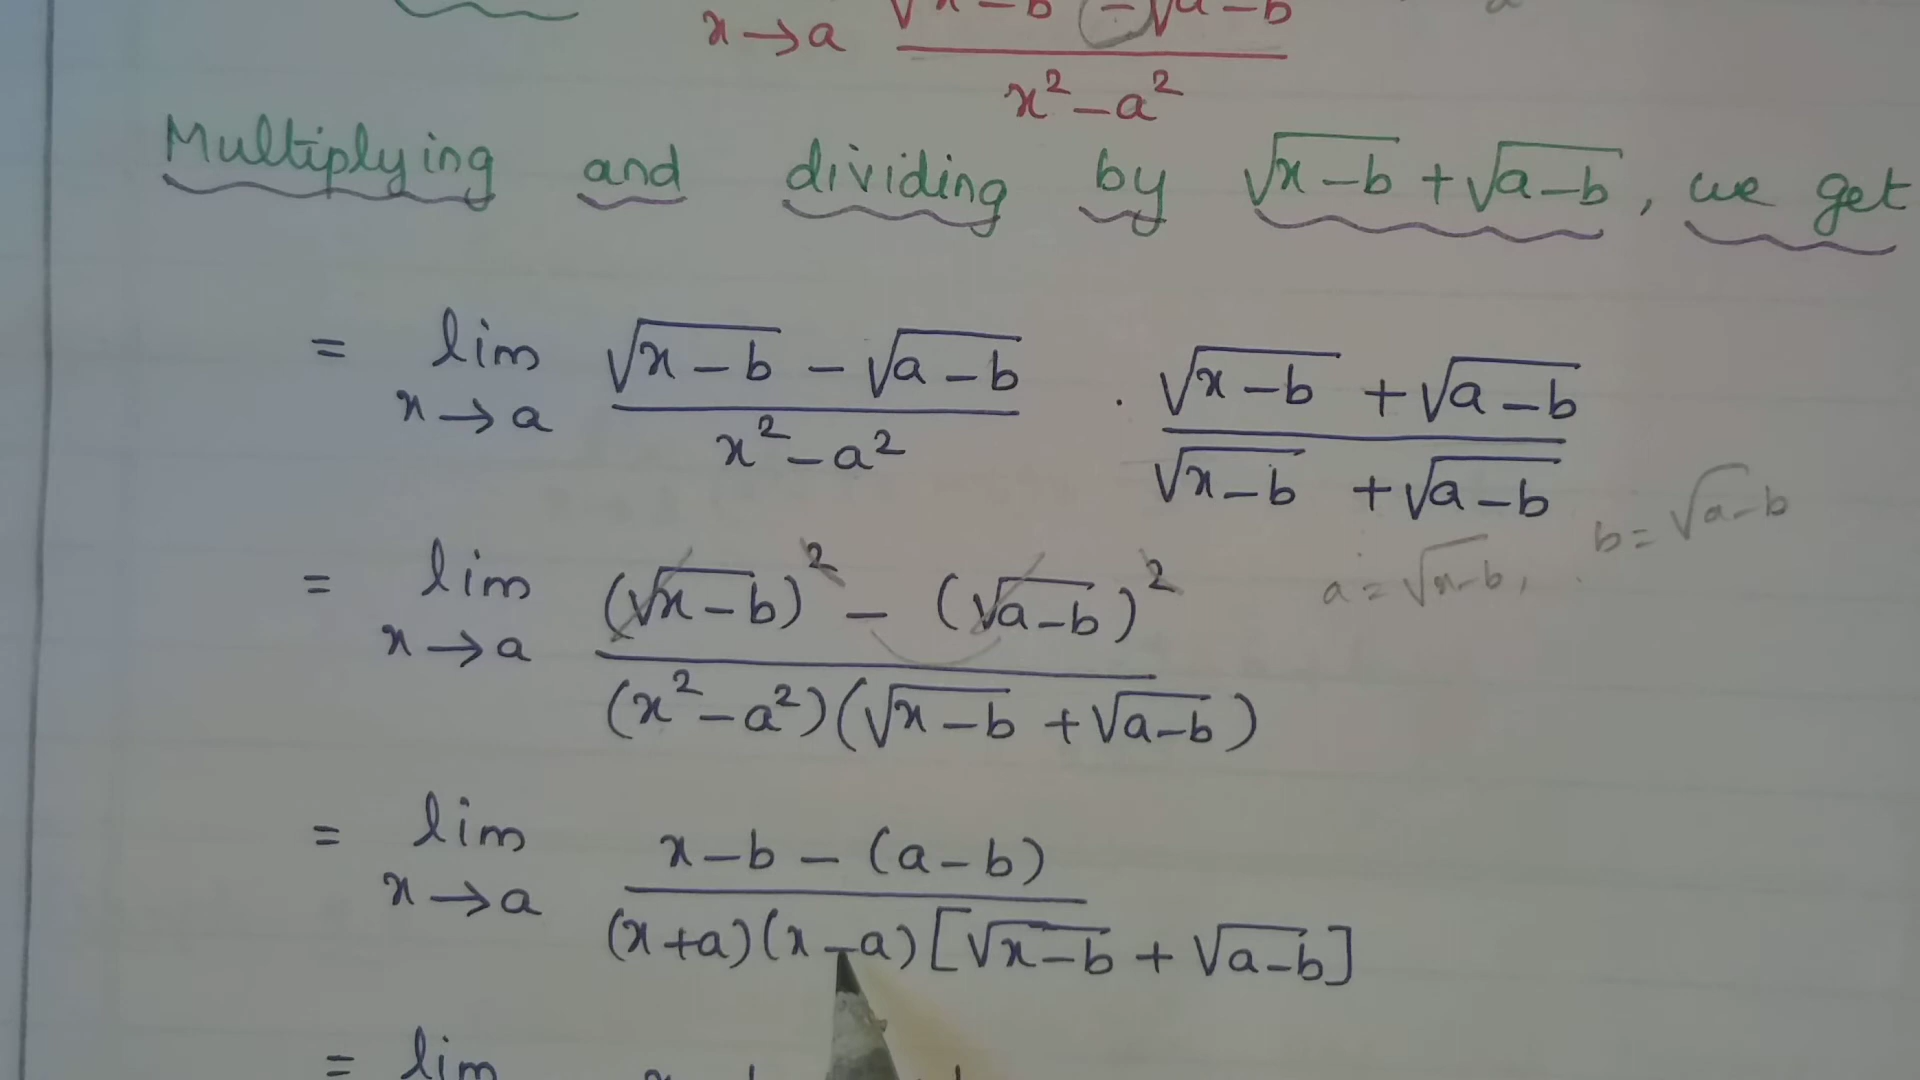 x→a √x-b - √a-b / x²-a²
Multiplying and dividing by √x-b + √a-b, we get
= lim x→a √x-b - √a-b / x²-a² . √x-b + √a-b / √x-b + √a-b
a = √x-b, b = √a-b
= lim x→a (√x-b)² - (√a-b)² / (x²-a²)(√x-b + √a-b)
= lim x→a x-b-(a-b) / (x+a)(x-a)[√x-b + √a-b]
= lim